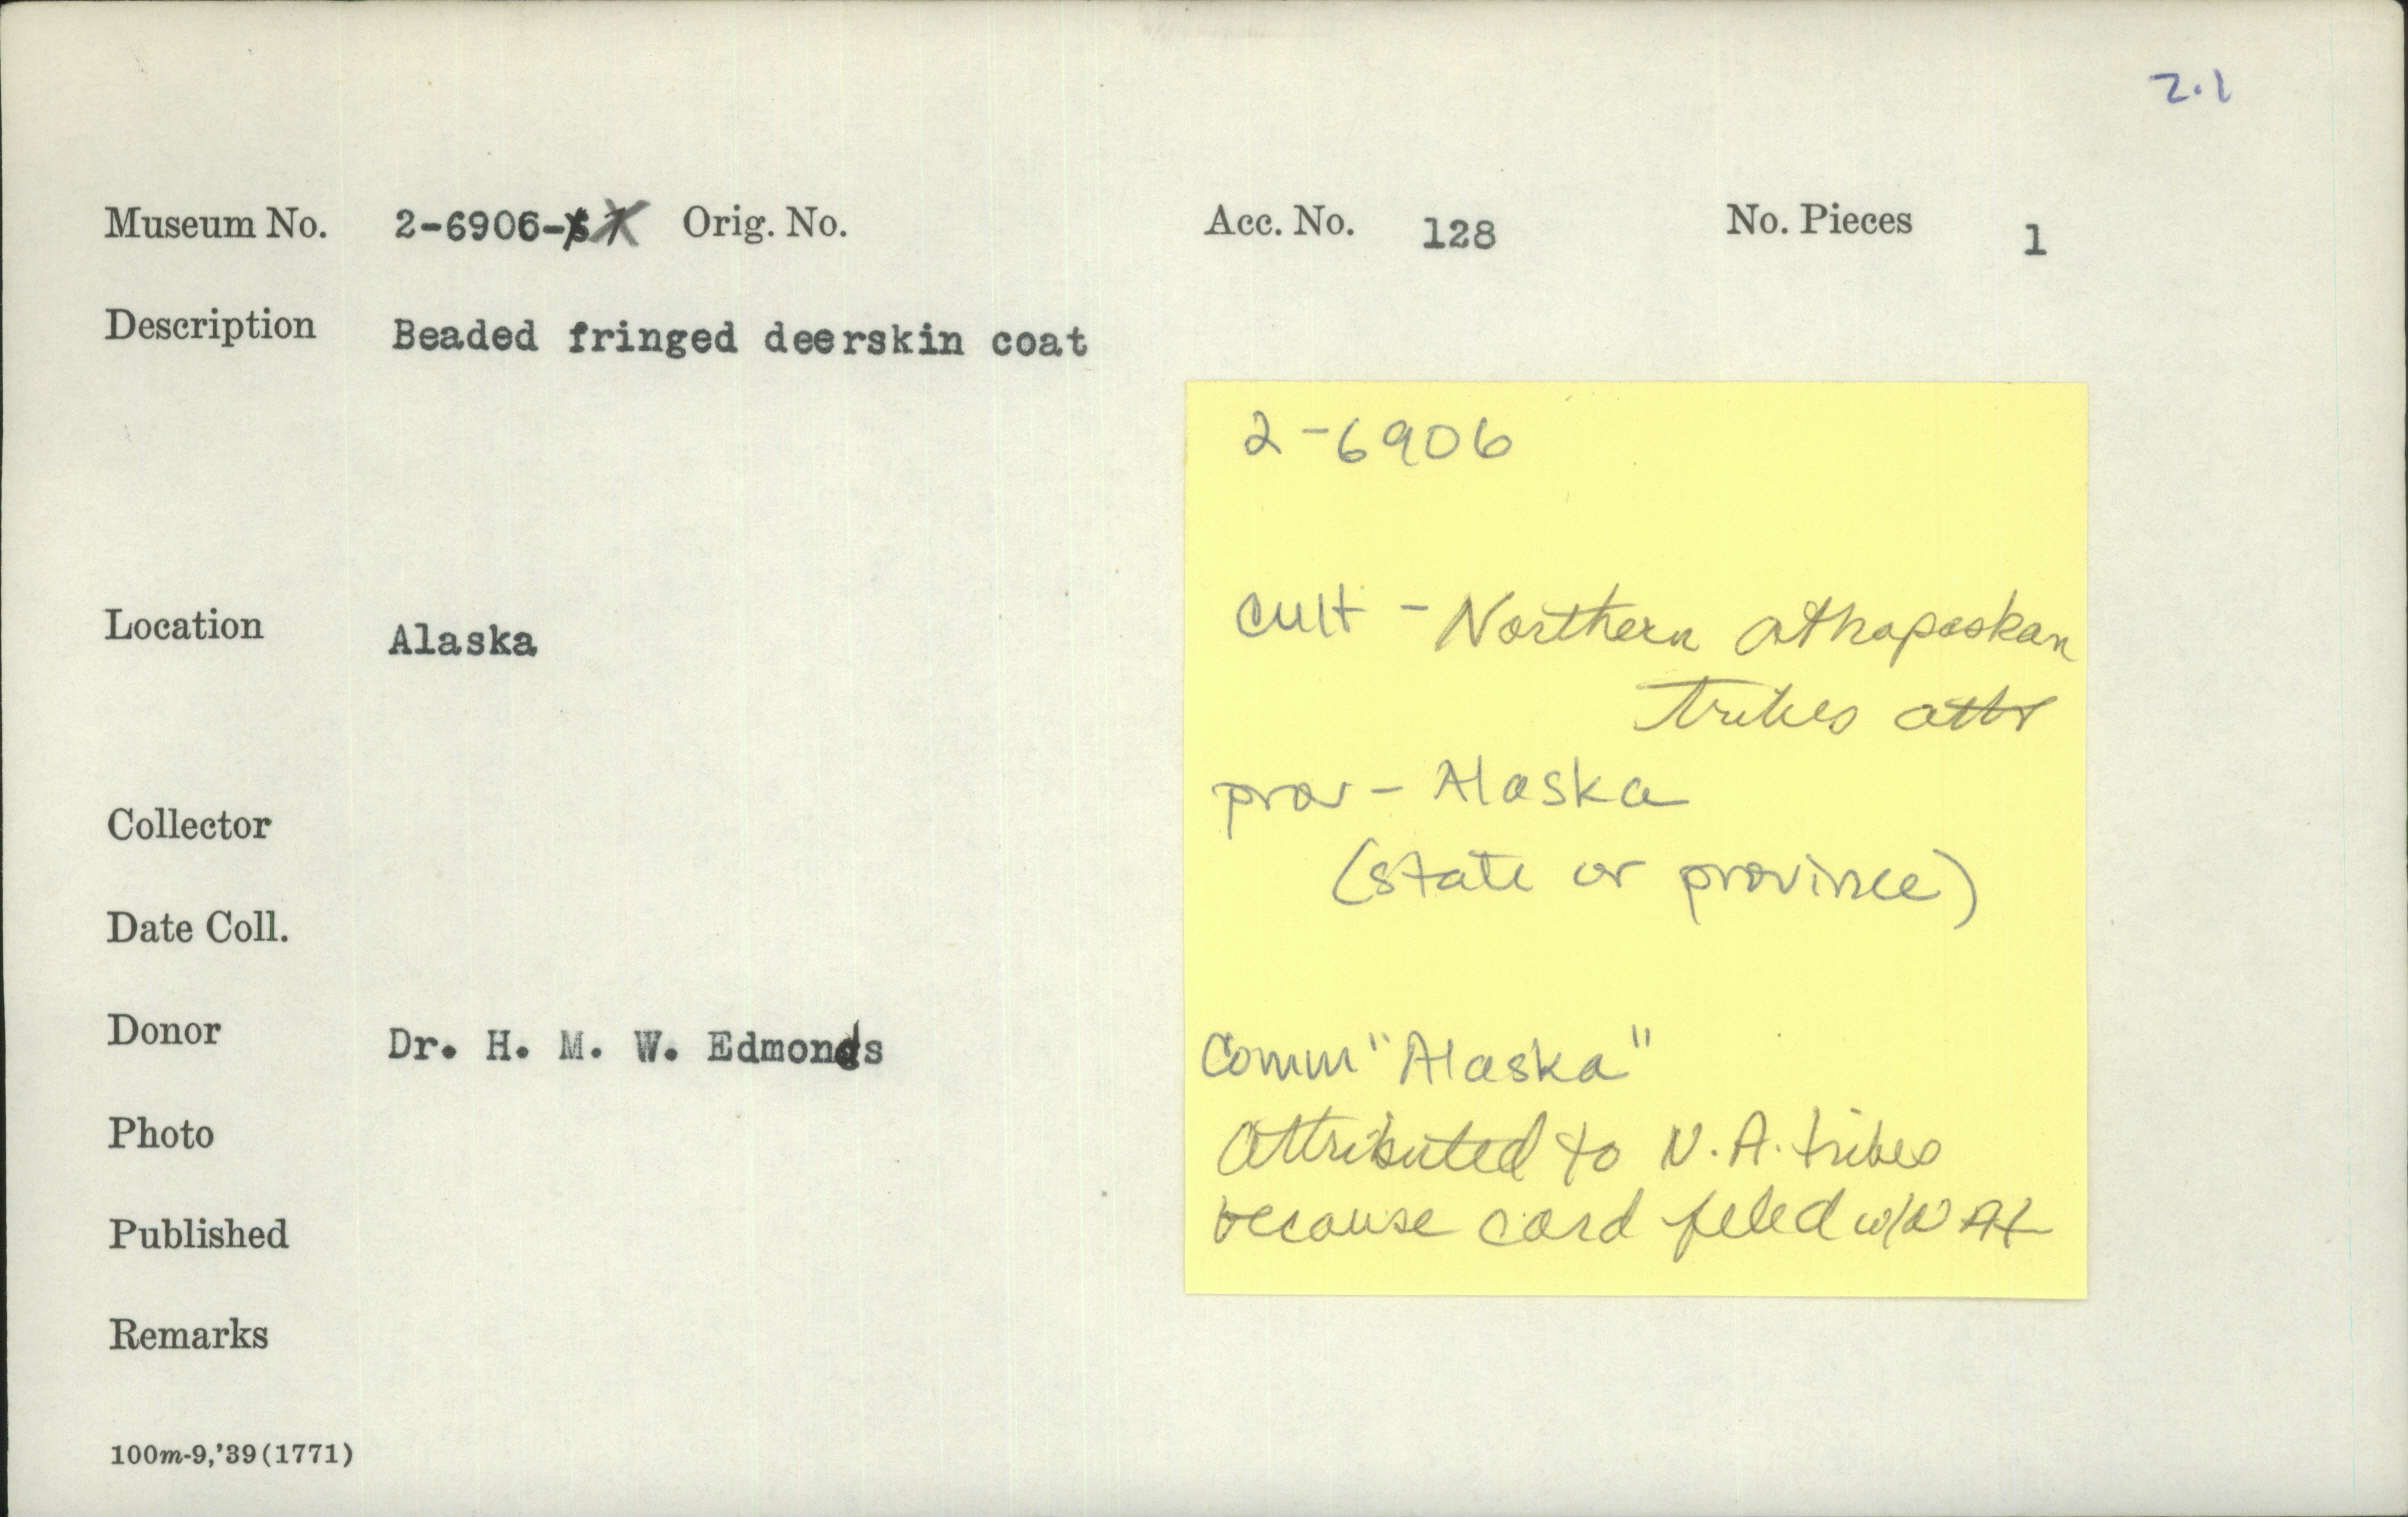 2.1
Museum No. 2-6906- Orig. No. Acc. No. 128 No. Pieces 1
Description Beaded fringed deerskin coat
2-6906
cult - Northern Athapaskan
tribes attr
prov - Alaska
(state or province)
Comm "Alaska"
Attributed to N.A. tribes
because card filed w/N At
Location Alaska
Collector
Date Coll.
Donor Dr. H. M. W. Edmonds
Photo
Published
Remarks
100m-9,'39(1771)